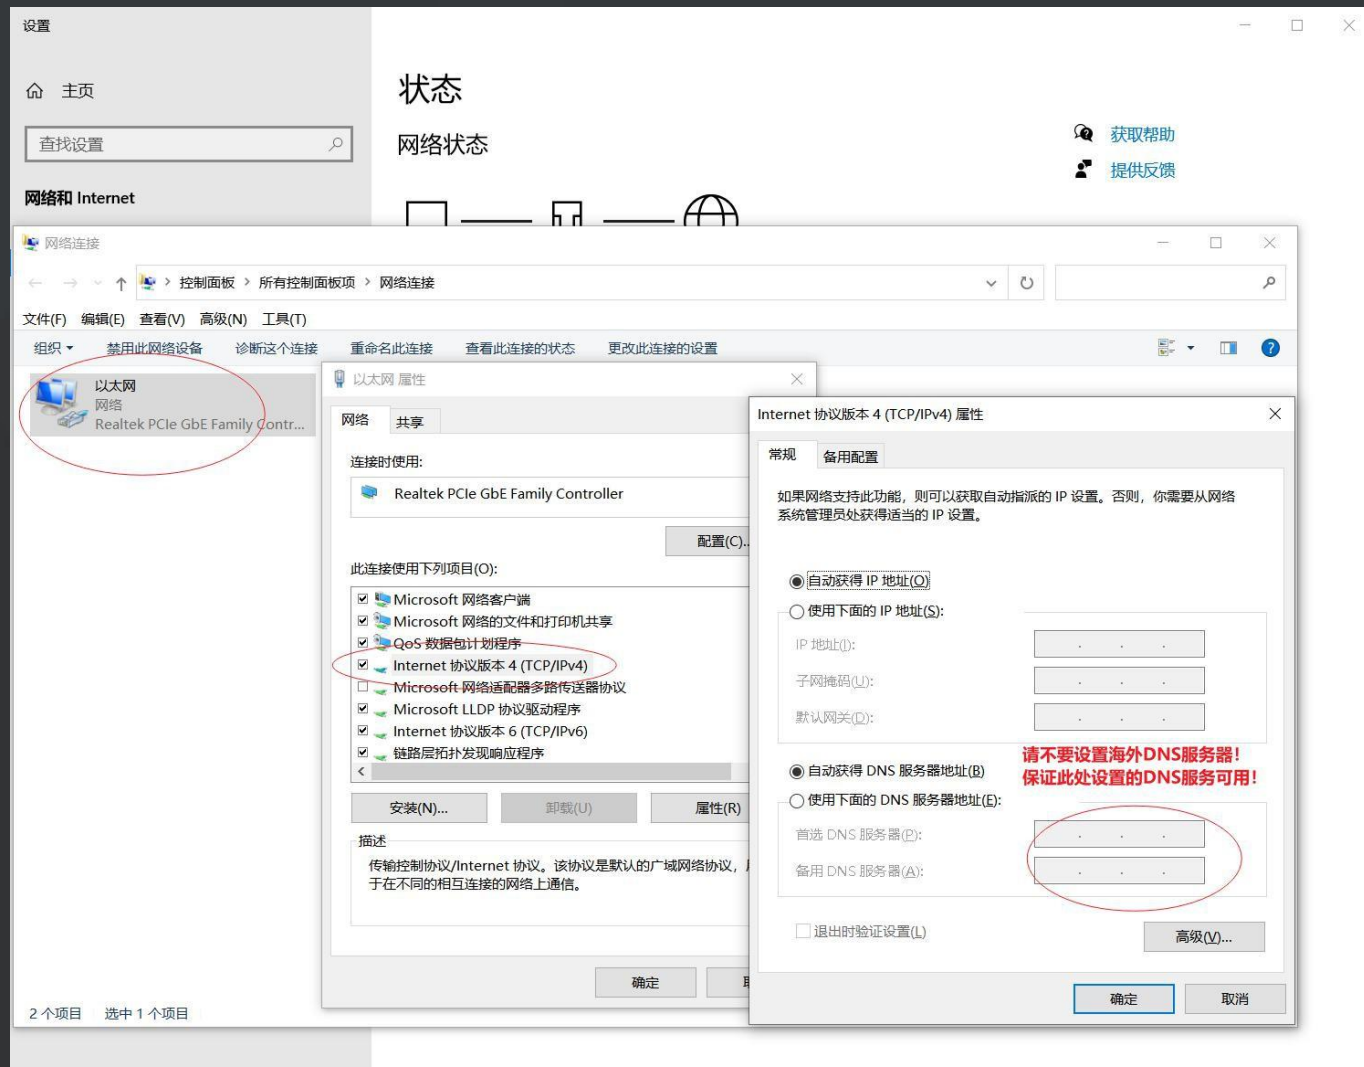 设置
主页
查找设置
网络和 Internet
状态
网络状态
获取帮助
提供反馈
网络连接
控制面板 › 所有控制面板项 › 网络连接
文件(F) 编辑(E) 查看(V) 高级(N) 工具(T)
组织 禁用此网络设备 诊断这个连接 重命名此连接 查看此连接的状态 更改此连接的设置
以太网
网络
Realtek PCIe GbE Family Contr...
以太网 属性
网络 共享
连接时使用:
Realtek PCIe GbE Family Controller
配置(C)..
此连接使用下列项目(O):
Microsoft 网络客户端
Microsoft 网络的文件和打印机共享
QoS 数据包计划程序
Internet 协议版本 4 (TCP/IPv4)
Microsoft 网络适配器多路传送器协议
Microsoft LLDP 协议驱动程序
Internet 协议版本 6 (TCP/IPv6)
链路层拓扑发现响应程序
安装(N)... 卸载(U) 属性(R)
描述
传输控制协议/Internet 协议。该协议是默认的广域网络协议，
于在不同的相互连接的网络上通信。
确定
Internet 协议版本 4 (TCP/IPv4) 属性
常规 备用配置
如果网络支持此功能，则可以获取自动指派的 IP 设置。否则，你需要从网络
系统管理员处获得适当的 IP 设置。
自动获得 IP 地址(O)
使用下面的 IP 地址(S):
IP 地址(I):
子网掩码(U):
默认网关(D):
请不要设置海外DNS服务器！
保证此处设置的DNS服务可用！
自动获得 DNS 服务器地址(B)
使用下面的 DNS 服务器地址(E):
首选 DNS 服务器(P):
备用 DNS 服务器(A):
退出时验证设置(L)
高级(V)...
确定 取消
2 个项目 选中 1 个项目